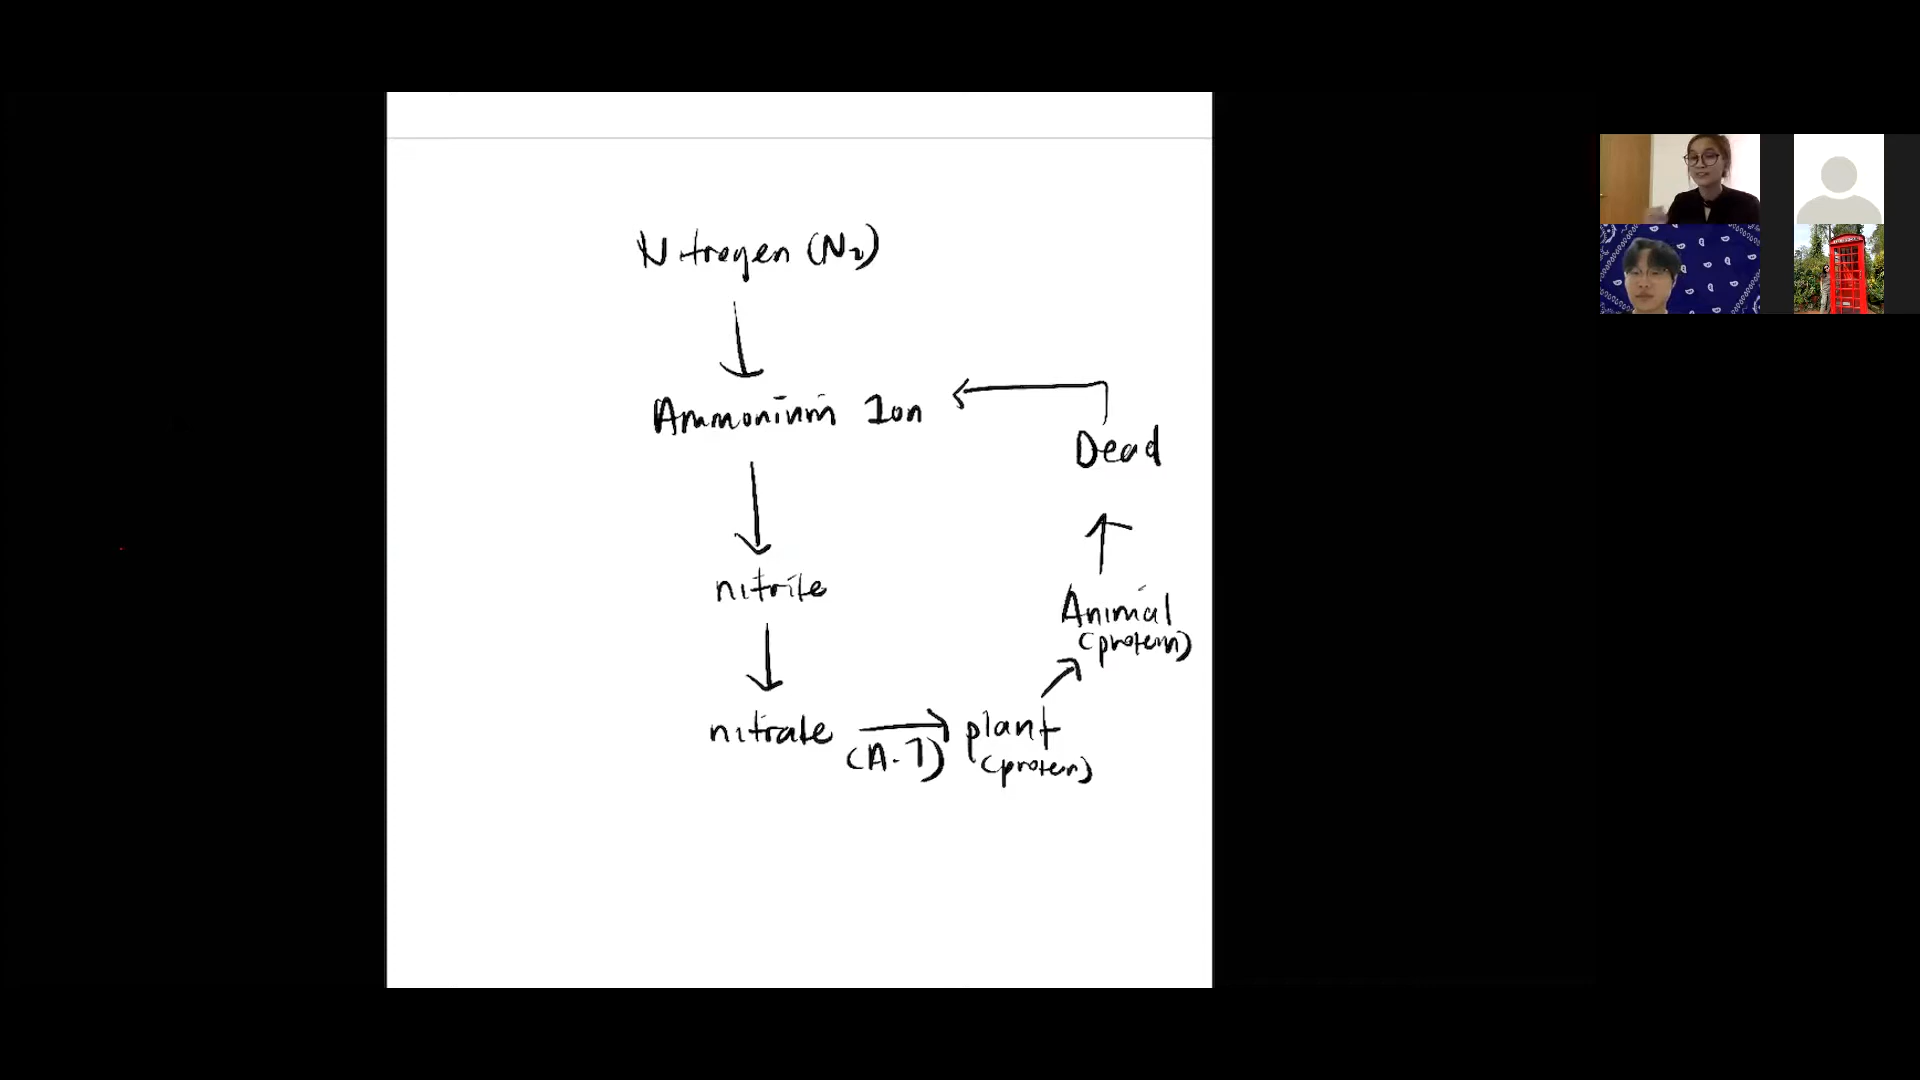 Nitrogen (N2)
Ammonium Ion
Dead
nitrite
Animal
(protein)
nitrate
(A.T)
plant
(protein)